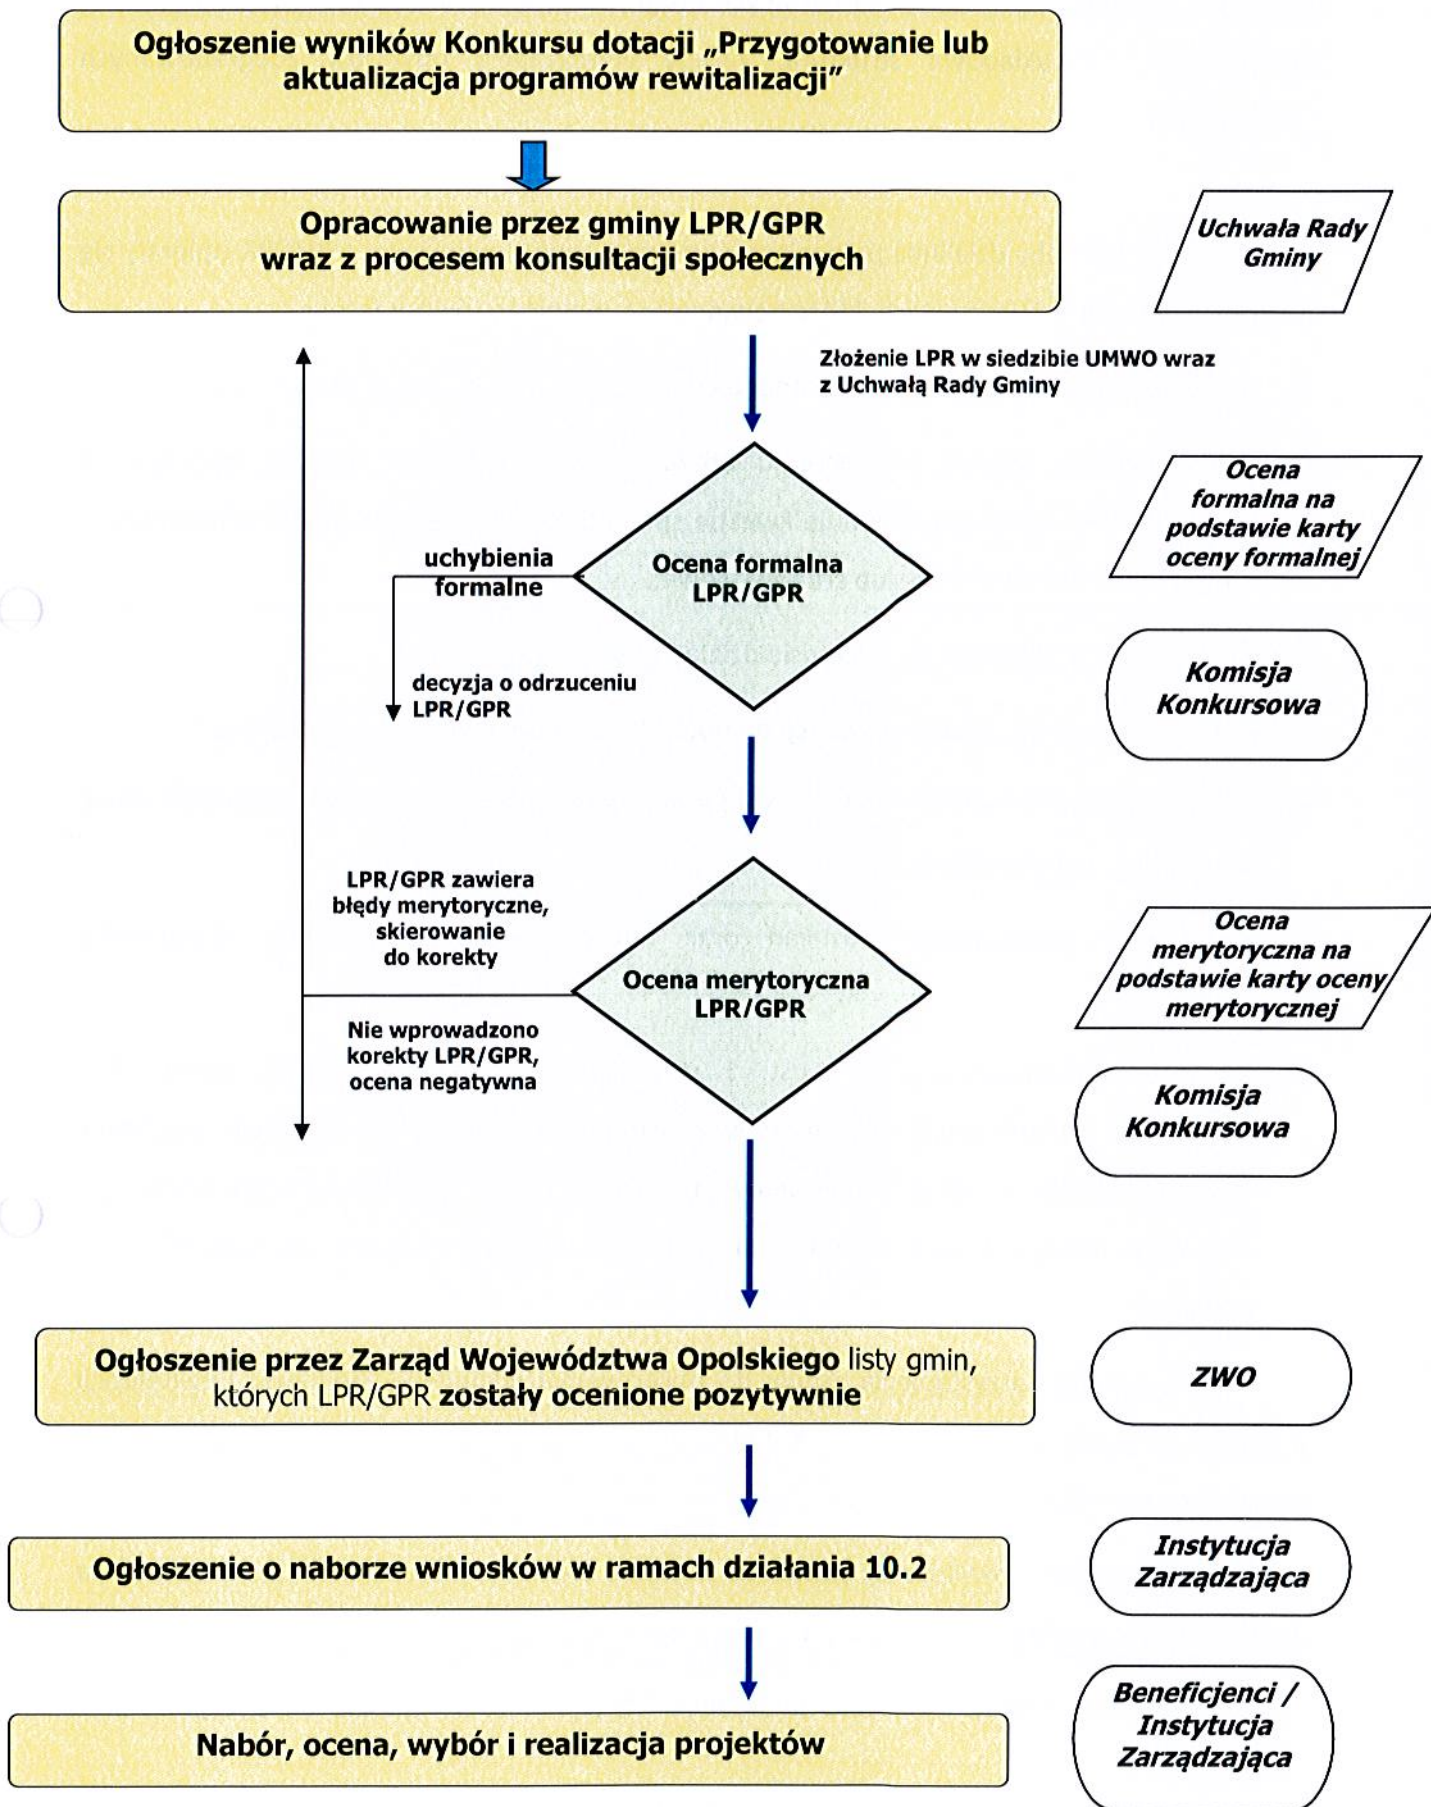 Ogłoszenie wyników Konkursu dotacji „Przygotowanie lub
aktualizacja programów rewitalizacji”
Opracowanie przez gminy LPR/GPR
wraz z procesem konsultacji społecznych
Uchwała Rady
Gminy
Złożenie LPR w siedzibie UMWO wraz
z Uchwałą Rady Gminy
Ocena formalna
LPR/GPR
uchybienia
formalne
decyzja o odrzuceniu
LPR/GPR
Ocena
formalna na
podstawie karty
oceny formalnej
Komisja
Konkursowa
LPR/GPR zawiera
błędy merytoryczne,
skierowanie
do korekty
Ocena merytoryczna
LPR/GPR
Nie wprowadzono
korekty LPR/GPR,
ocena negatywna
Ocena
merytoryczna na
podstawie karty oceny
merytorycznej
Komisja
Konkursowa
Ogłoszenie przez Zarząd Województwa Opolskiego listy gmin,
których LPR/GPR zostały ocenione pozytywnie
ZWO
Ogłoszenie o naborze wniosków w ramach działania 10.2
Instytucja
Zarządzająca
Nabór, ocena, wybór i realizacja projektów
Beneficjenci /
Instytucja
Zarządzająca